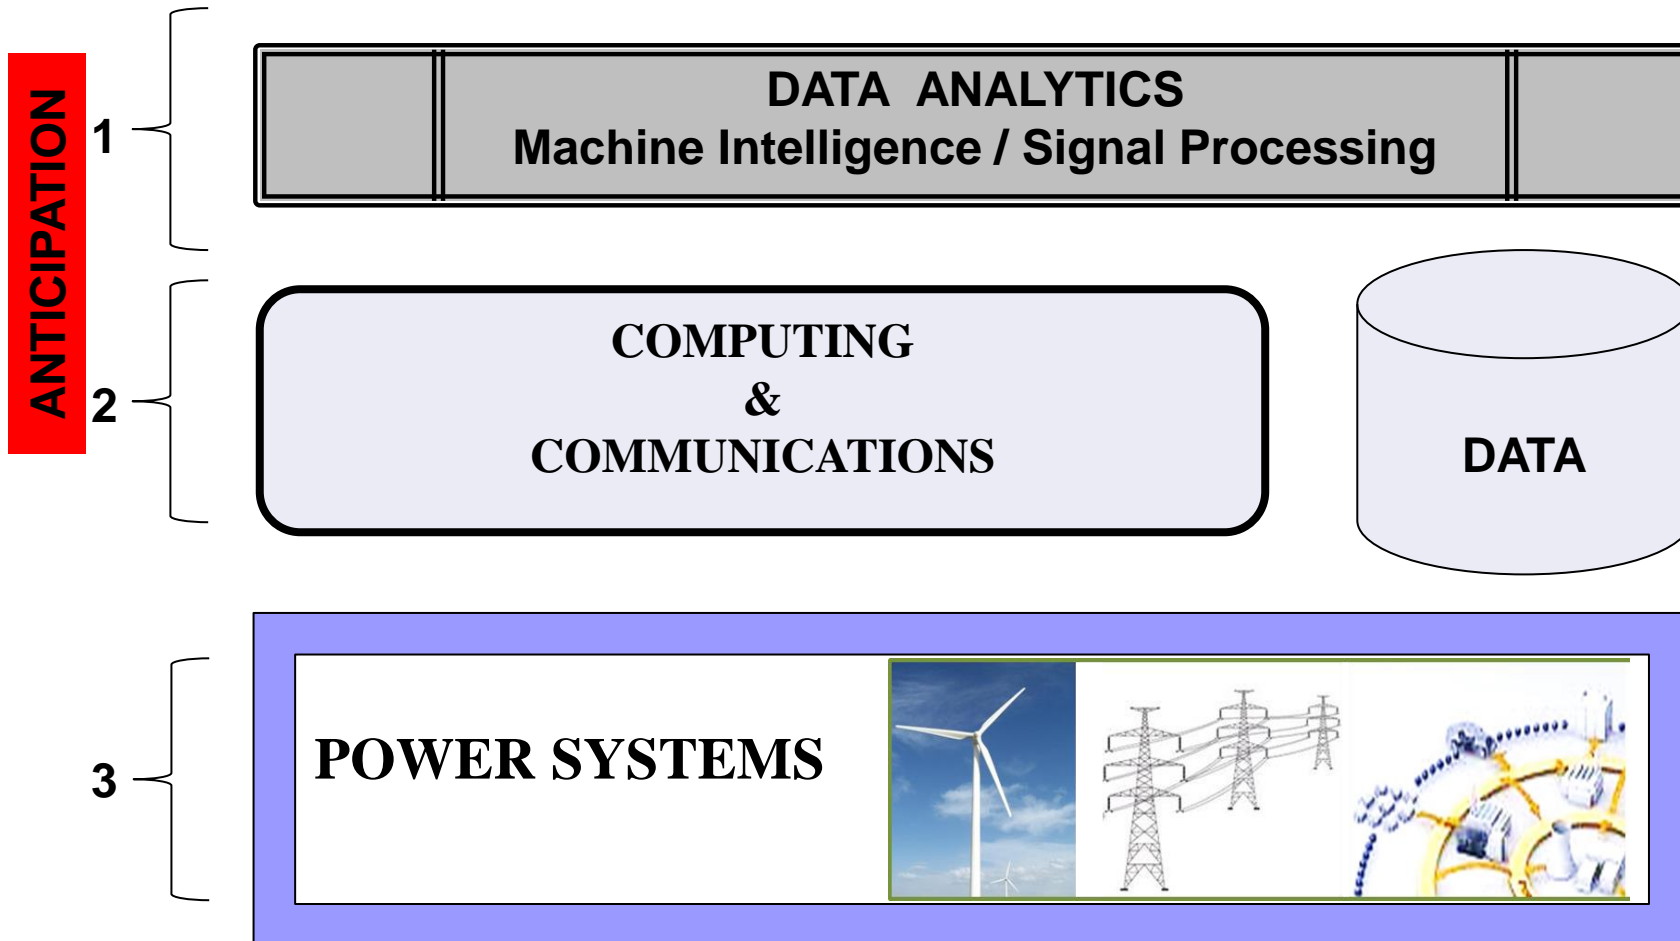 ANTICIPATION
1
DATA ANALYTICS
Machine Intelligence / Signal Processing
2
COMPUTING
&
COMMUNICATIONS
DATA
3
POWER SYSTEMS